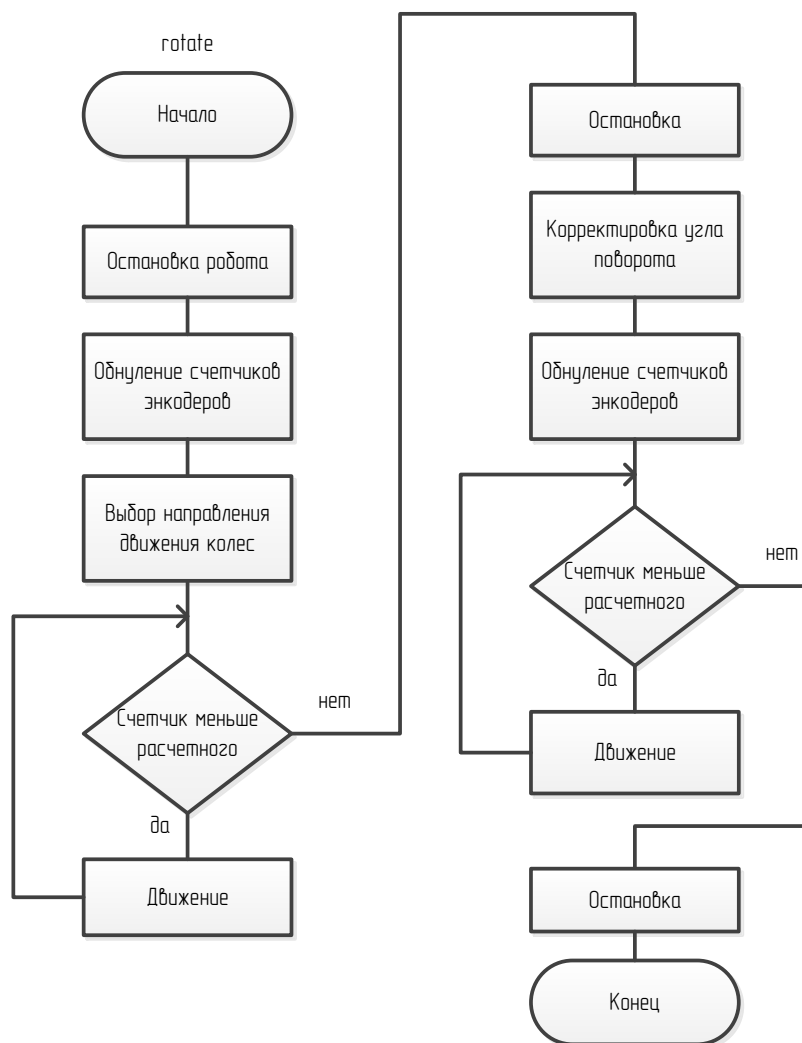 rotate
Начало
Остановка робота
Обнуление счетчиков
энкодеров
Выбор направления
движения колес
Счетчик меньше
расчетного
нет
да
Движение
Остановка
Корректировка угла
поворота
Обнуление счетчиков
энкодеров
Счетчик меньше
расчетного
нет
да
Движение
Остановка
Конец